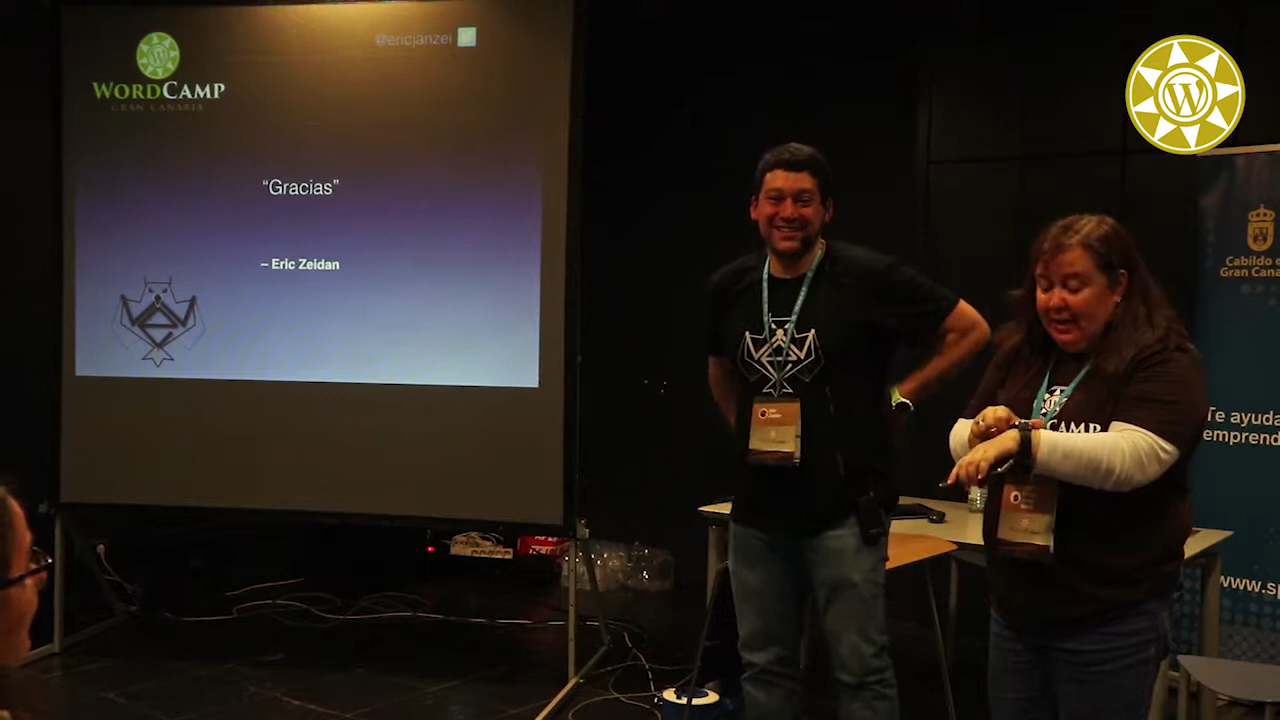 @ericjanzei
WORDCAMP
GRAN CANARIA
“Gracias”
– Eric Zeidan
W
Cabildo
Gran Cana
Te ayuda
emprend
www.sp
CAMP